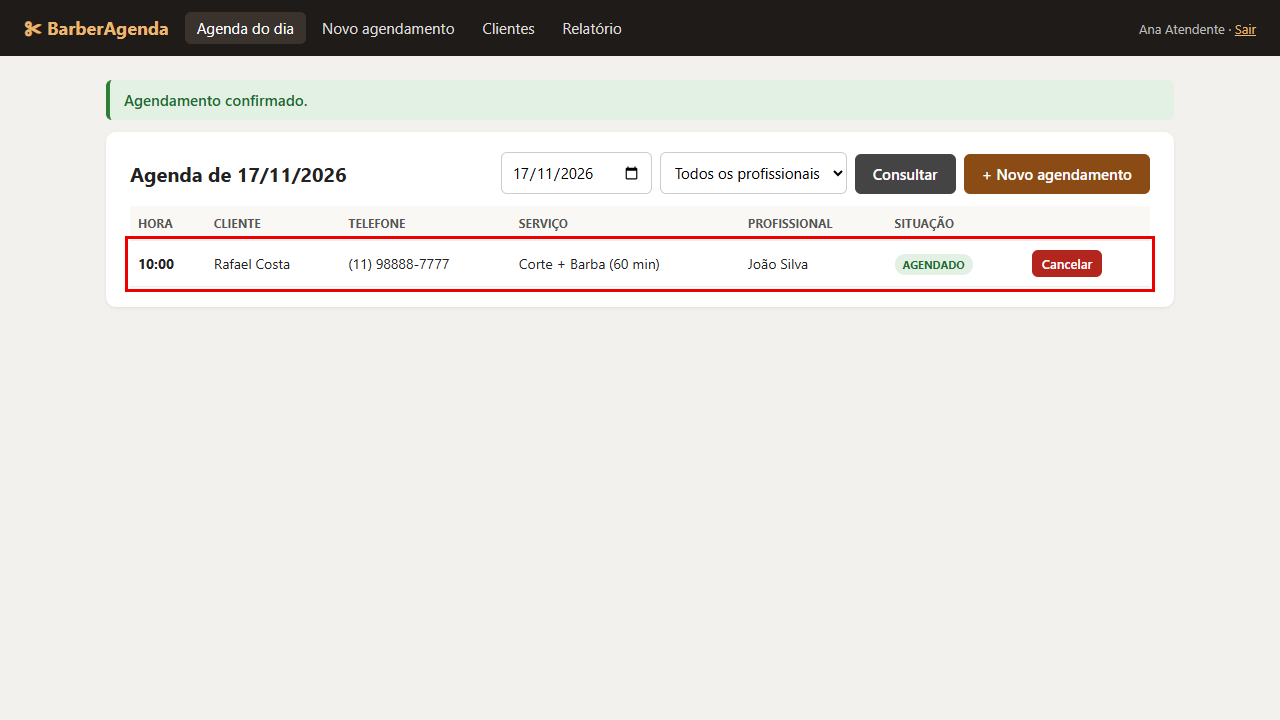 BarberAgenda Agenda do dia Novo agendamento Clientes Relatório Ana Atendente · Sair
Agendamento confirmado.
Agenda de 17/11/2026 17/11/2026 Todos os profissionais Consultar + Novo agendamento
HORA CLIENTE TELEFONE SERVIÇO PROFISSIONAL SITUAÇÃO
10:00 Rafael Costa (11) 98888-7777 Corte + Barba (60 min) João Silva AGENDADO Cancelar